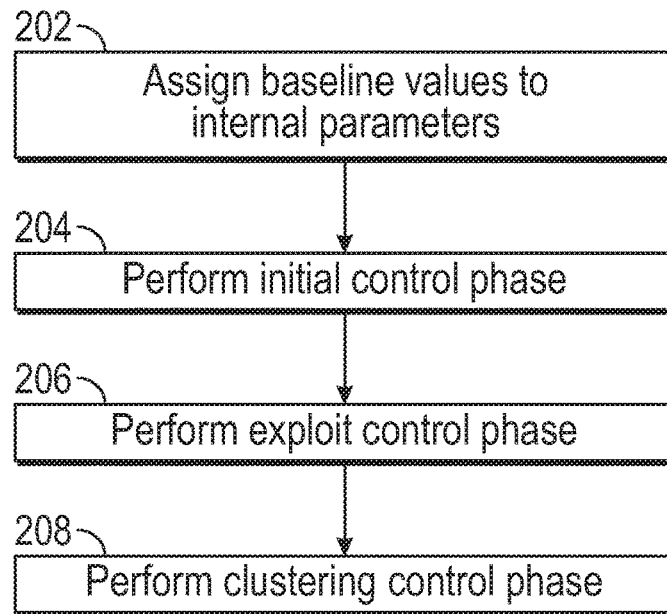 202
Assign baseline values to
internal parameters
204
Perform initial control phase
206
Perform exploit control phase
208
Perform clustering control phase